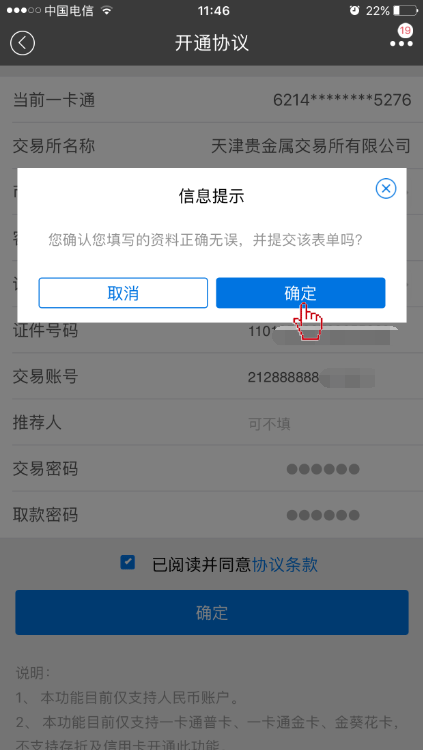 中国电信 11:46 22%
开通协议 19
当前一卡通 6214********5276
交易所名称 天津贵金属交易所有限公司
信息提示
您确认您填写的资料正确无误，并提交该表单吗？
取消 确定
证件号码 1101
交易账号 212888888
推荐人 可不填
交易密码 ●●●●●●
取款密码 ●●●●●●
已阅读并同意协议条款
确定
说明：
1、 本功能目前仅支持人民币账户。
2、 本功能目前仅支持一卡通普卡、一卡通金卡、金葵花卡，
不支持存折及信用卡开通此功能。